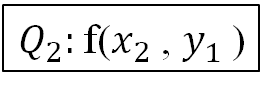 Q₂: f(x₂ , y₁ )